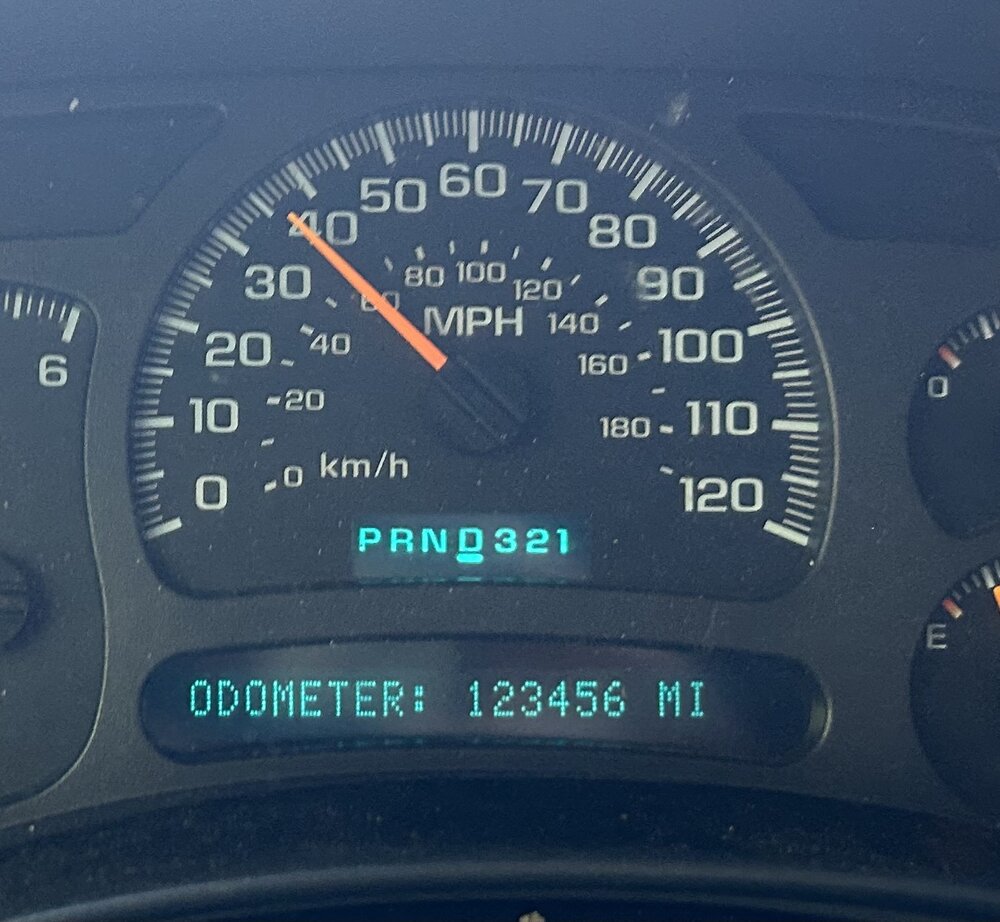 50 60 70
40 80
30 80 100 120 90
60 MPH 140
20 40 160 100
10 20 180 110
0 0 km/h 120
6
0
PRND321
E
ODOMETER: 123456 MI